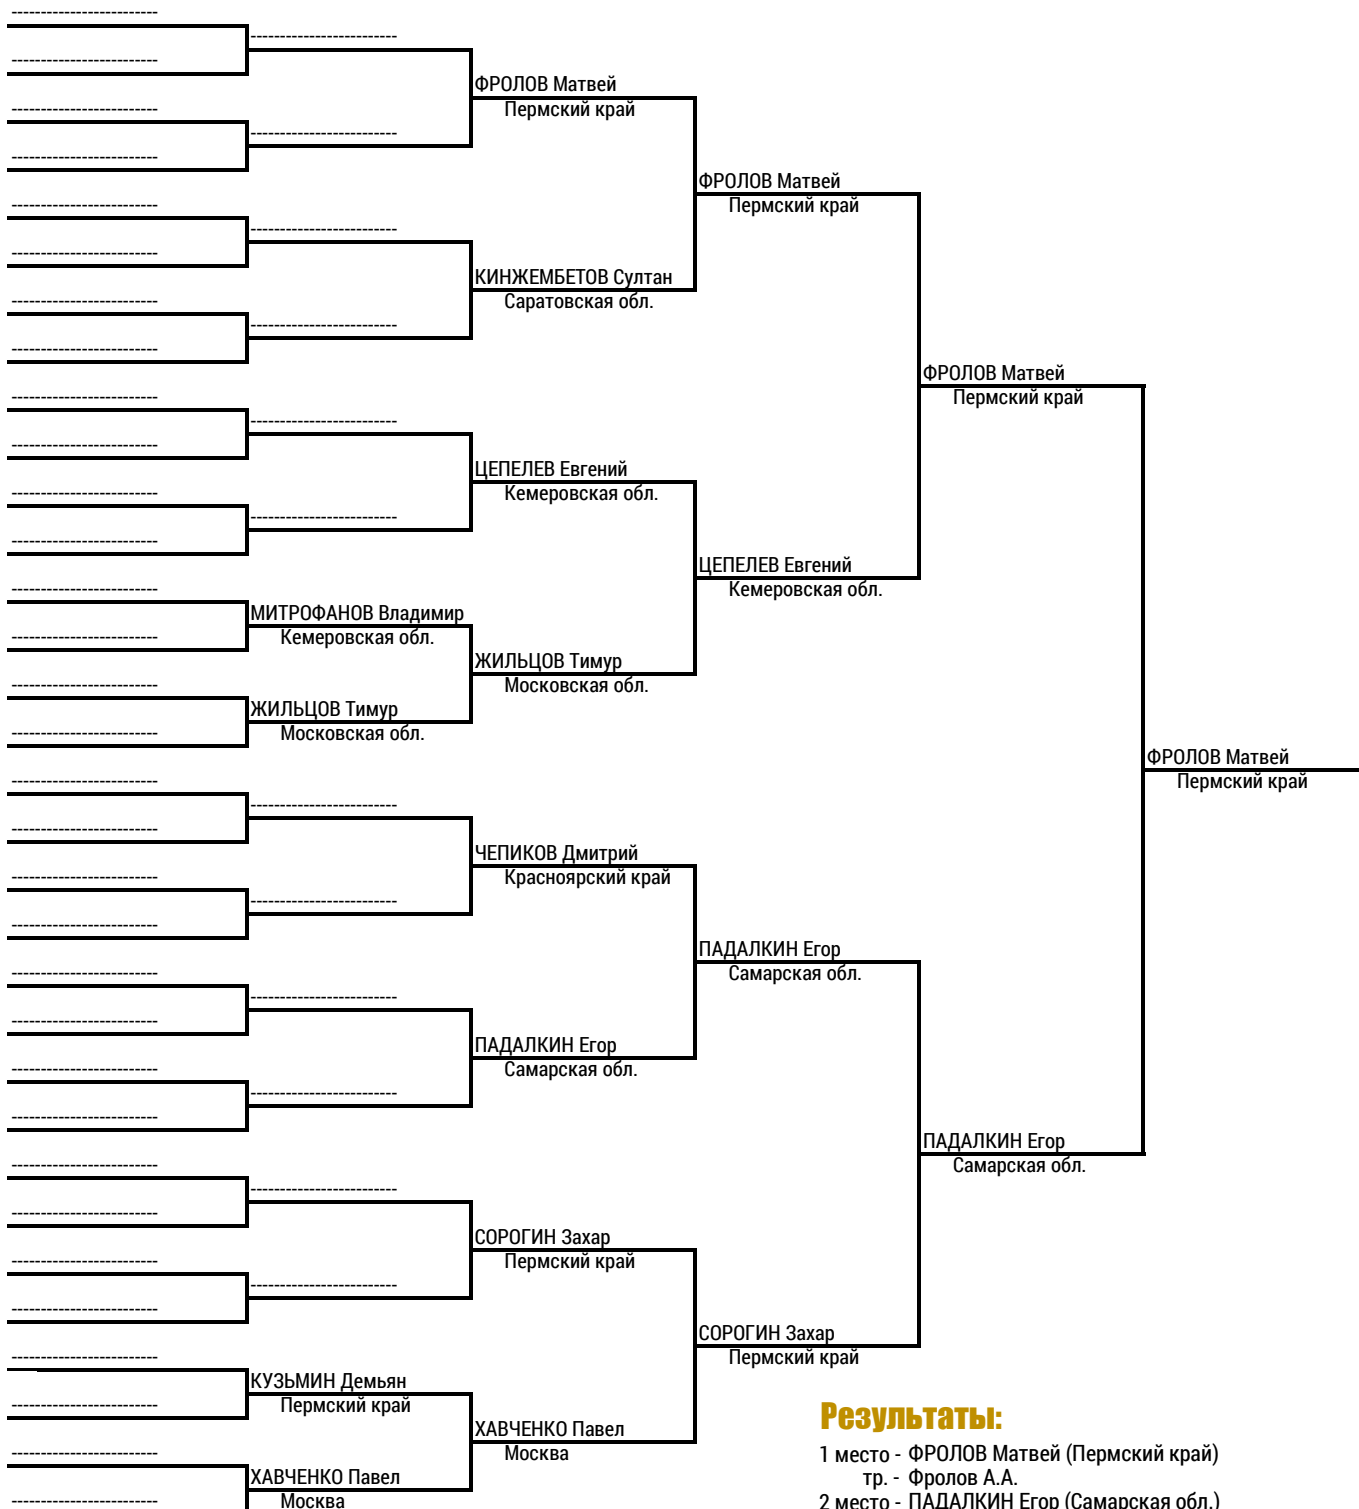 ФРОЛОВ Матвей
Пермский край
ФРОЛОВ Матвей
Пермский край
КИНЖЕМБЕТОВ Султан
Саратовская обл.
ФРОЛОВ Матвей
Пермский край
ЦЕПЕЛЕВ Евгений
Кемеровская обл.
ЦЕПЕЛЕВ Евгений
Кемеровская обл.
МИТРОФАНОВ Владимир
Кемеровская обл.
ЖИЛЬЦОВ Тимур
Московская обл.
ЖИЛЬЦОВ Тимур
Московская обл.
ФРОЛОВ Матвей
Пермский край
ЧЕПИКОВ Дмитрий
Красноярский край
ПАДАЛКИН Егор
Самарская обл.
ПАДАЛКИН Егор
Самарская обл.
ПАДАЛКИН Егор
Самарская обл.
СОРОГИН Захар
Пермский край
СОРОГИН Захар
Пермский край
КУЗЬМИН Демьян
Пермский край
ХАВЧЕНКО Павел
Москва
ХАВЧЕНКО Павел
Москва
Результаты:
1 место - ФРОЛОВ Матвей (Пермский край)
тр. - Фролов А.А.
2 место - ПАДАЛКИН Егор (Самарская обл.)